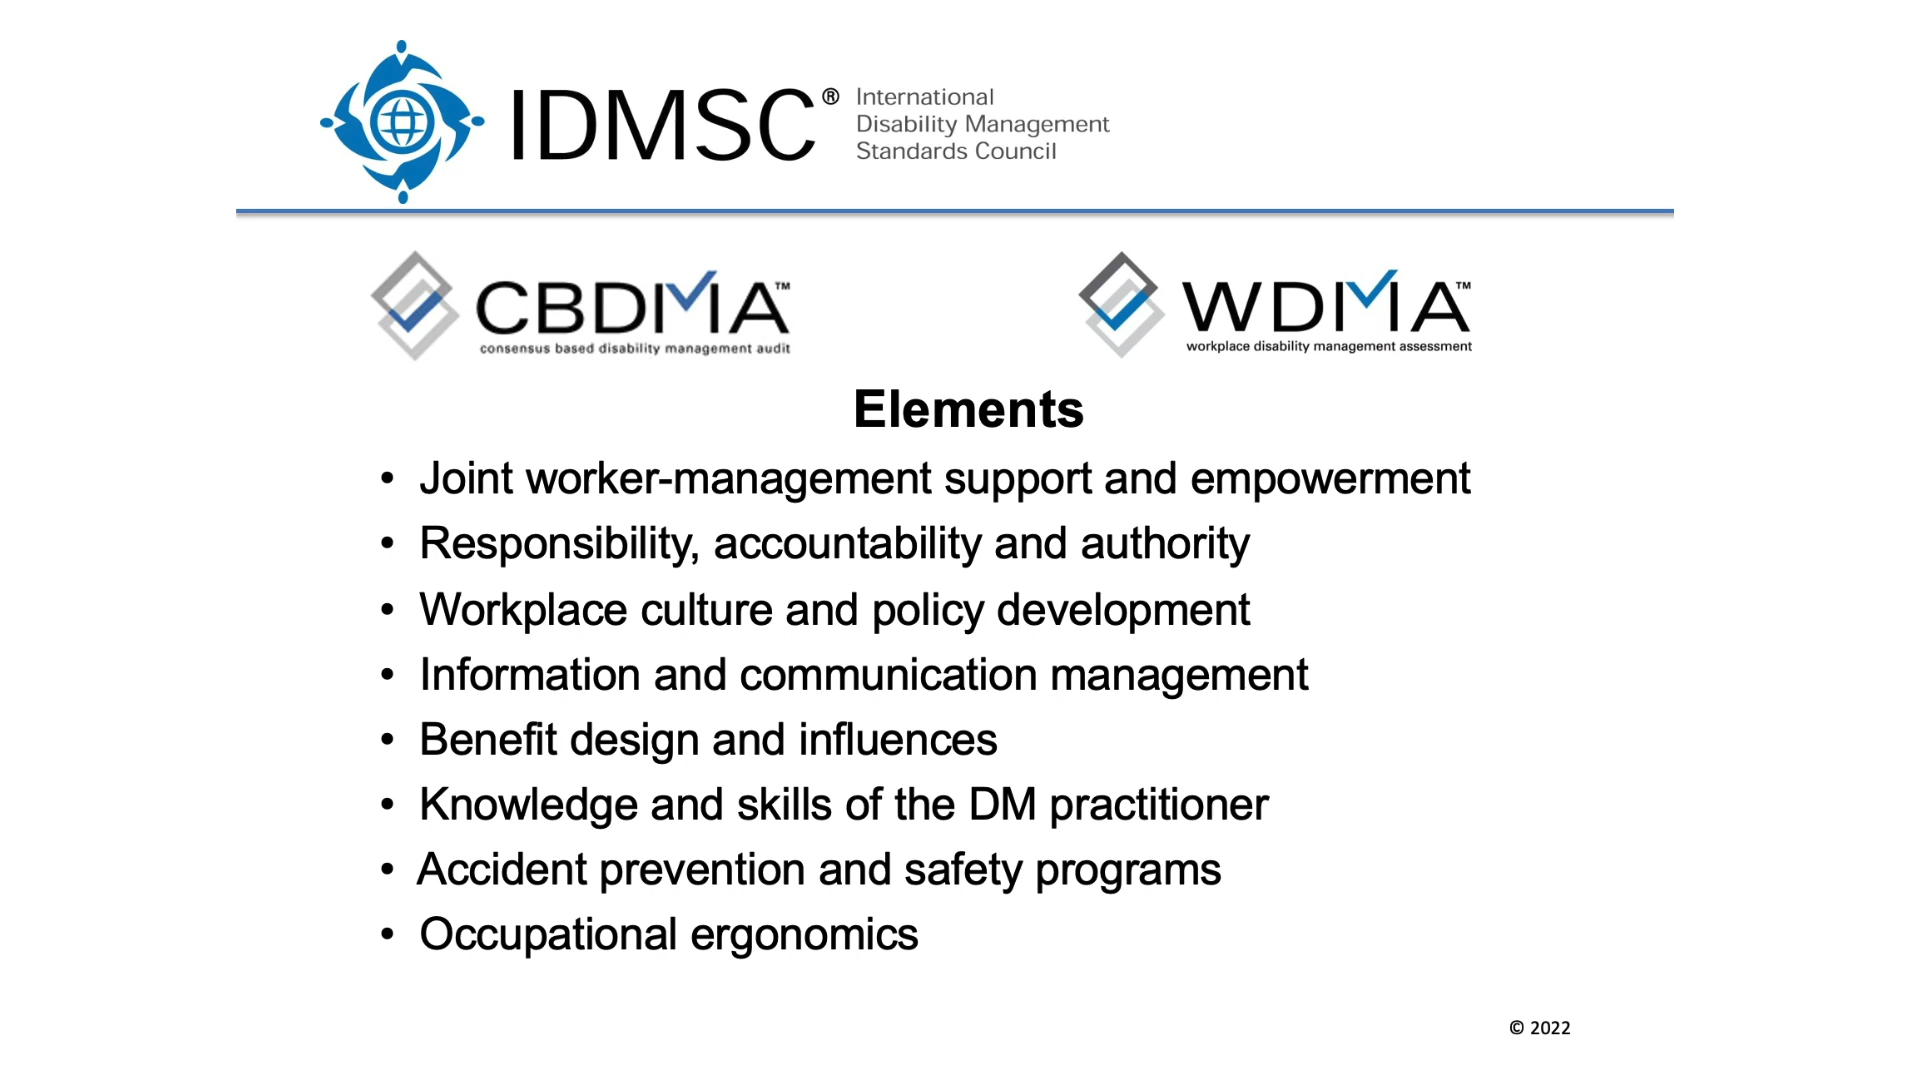 IDMSC®
International
Disability Management
Standards Council
CBDMA™
consensus based disability management audit
WDMA™
workplace disability management assessment
Elements
• Joint worker-management support and empowerment
• Responsibility, accountability and authority
• Workplace culture and policy development
• Information and communication management
• Benefit design and influences
• Knowledge and skills of the DM practitioner
• Accident prevention and safety programs
• Occupational ergonomics
© 2022